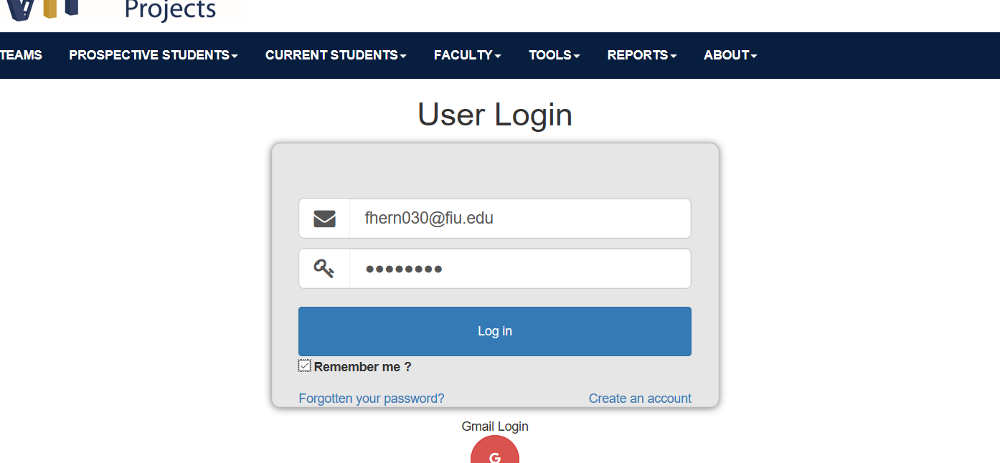 Projects
TEAMS PROSPECTIVE STUDENTS CURRENT STUDENTS FACULTY TOOLS REPORTS ABOUT
User Login
fhern030@fiu.edu
••••••••
Log in
Remember me ?
Forgotten your password? Create an account
Gmail Login
G